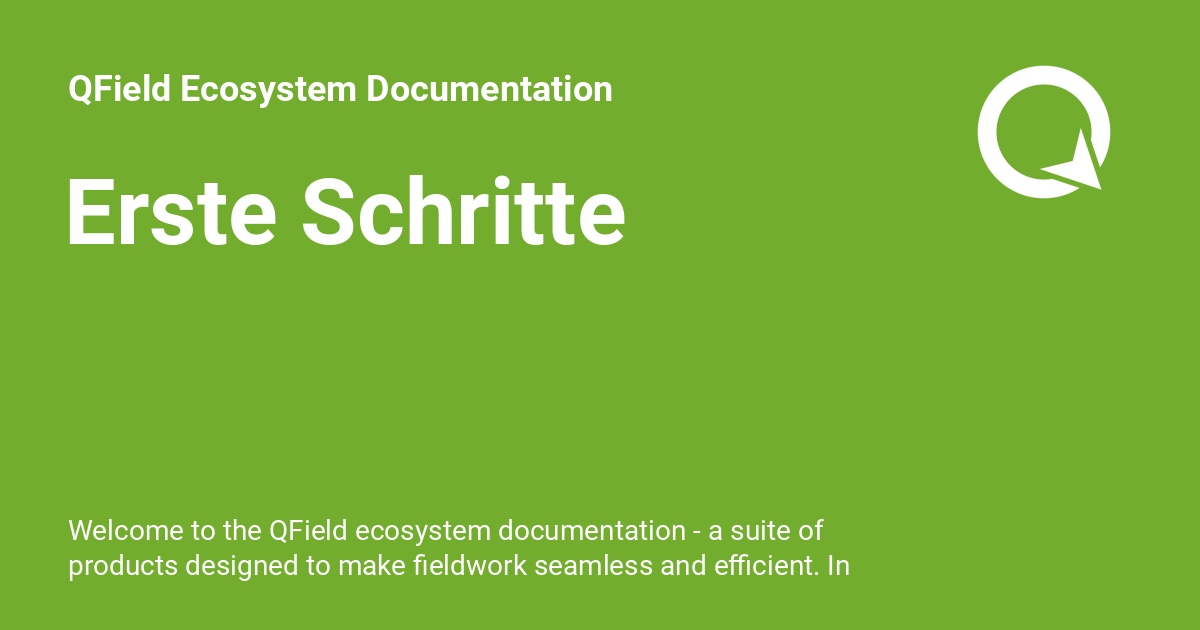 QField Ecosystem Documentation
Erste Schritte
Welcome to the QField ecosystem documentation - a suite of
products designed to make fieldwork seamless and efficient. In